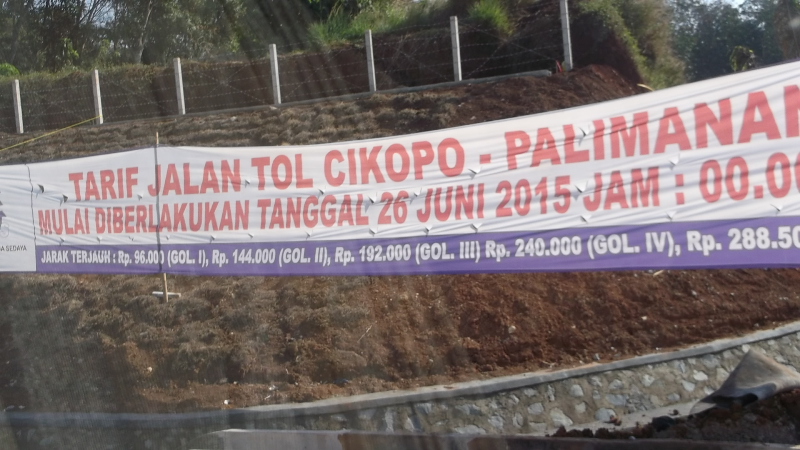 TARIF JALAN TOL CIKOPO - PALIMANAN
MULAI DIBERLAKUKAN TANGGAL 26 JUNI 2015 JAM : 00.0
SEDAYA
JARAK TERJAUH : Rp. 96.000 (GOL. I), Rp. 144.000 (GOL. II), Rp. 192.000 (GOL. III) Rp. 240.000 (GOL. IV), Rp. 288.50